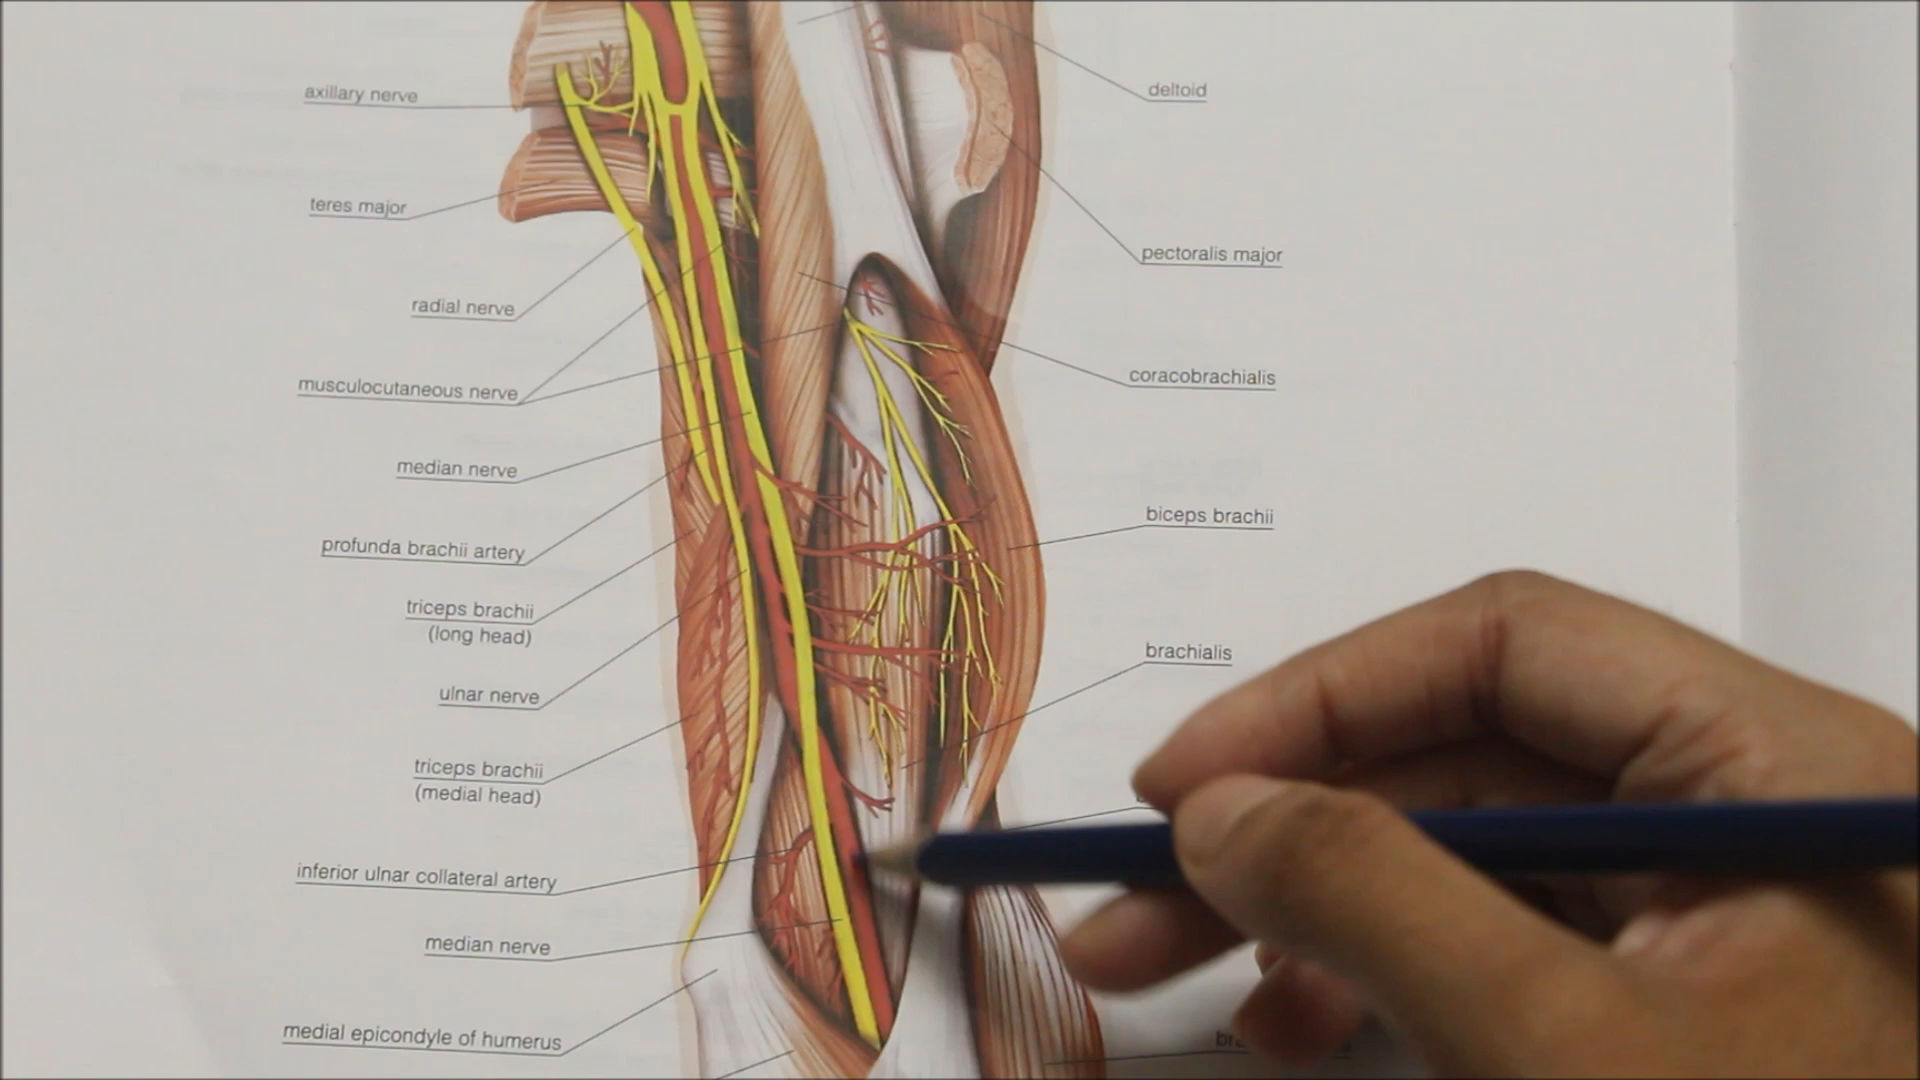 axillary nerve
teres major
radial nerve
musculocutaneous nerve
median nerve
profunda brachii artery
triceps brachii
(long head)
ulnar nerve
triceps brachii
(medial head)
inferior ulnar collateral artery
median nerve
medial epicondyle of humerus
deltoid
pectoralis major
coracobrachialis
biceps brachii
brachialis